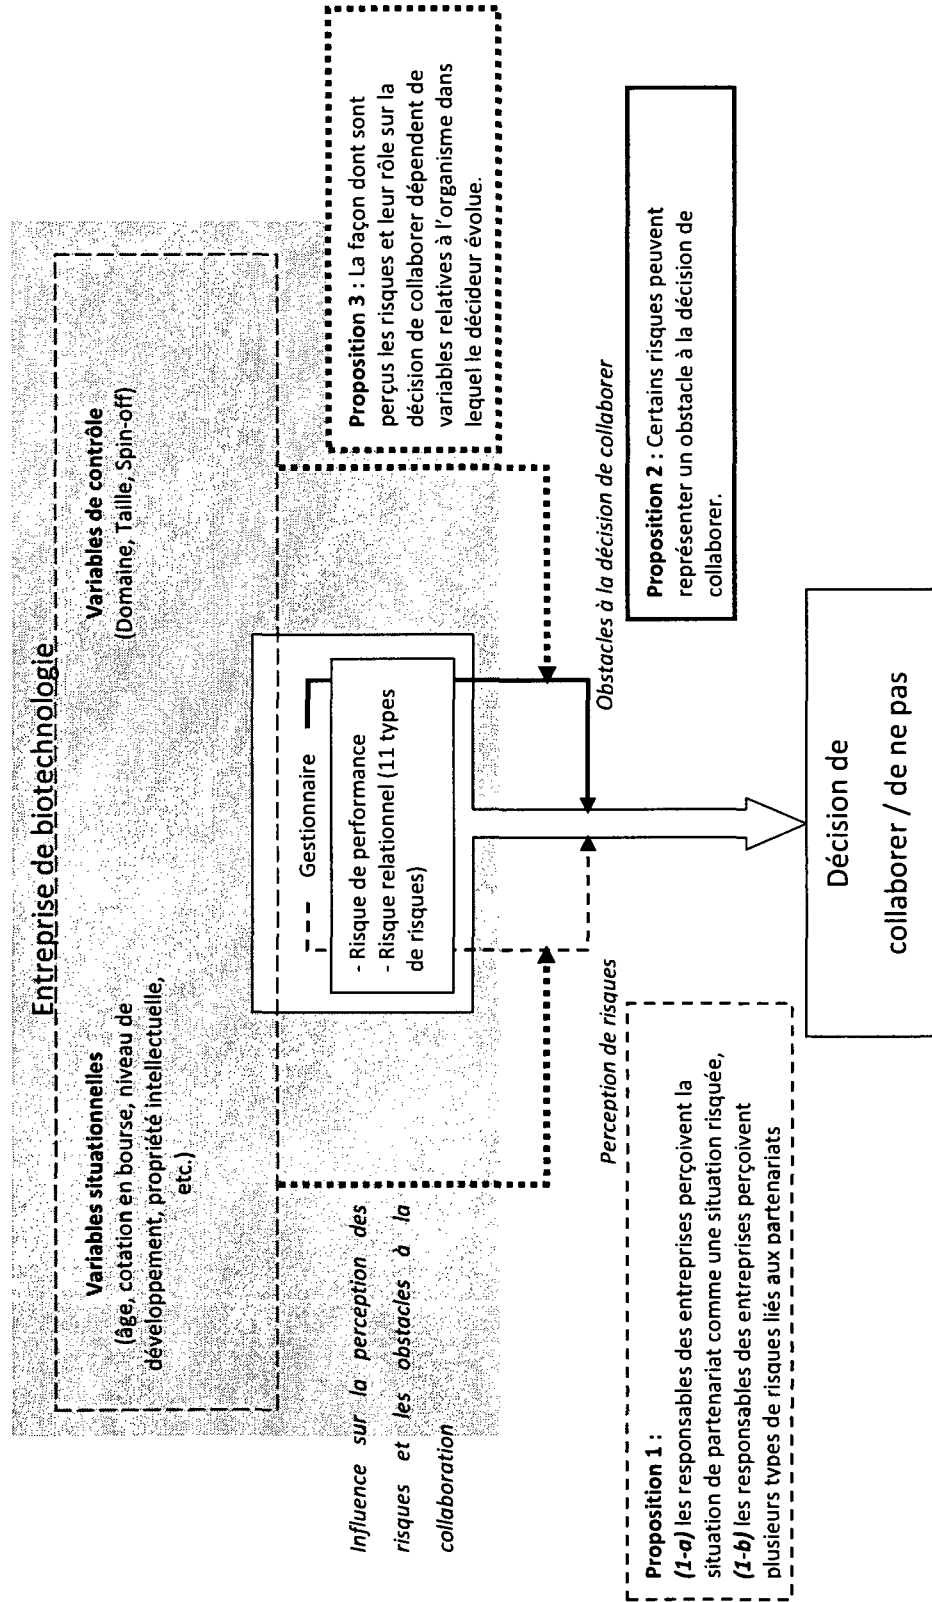 Entreprise de biotechnologie
Variables situationnelles
(âge, cotation en bourse, niveau de
développement, propriété intellectuelle,
etc.)
Variables de contrôle
(Domaine, Taille, Spin-off)
Influence sur la perception des
risques et les obstacles à la
collaboration
Gestionnaire
- Risque de performance
- Risque relationnel (11 types
de risques)
Proposition 3 : La façon dont sont
perçus les risques et leur rôle sur la
décision de collaborer dépendent de
variables relatives à l'organisme dans
lequel le décideur évolue.
Perception de risques
Obstacles à la décision de collaborer
Proposition 1 :
(1-a) les responsables des entreprises perçoivent la
situation de partenariat comme une situation risquée,
(1-b) les responsables des entreprises perçoivent
plusieurs types de risques liés aux partenariats
Proposition 2 : Certains risques peuvent
représenter un obstacle à la décision de
collaborer.
Décision de
collaborer / de ne pas